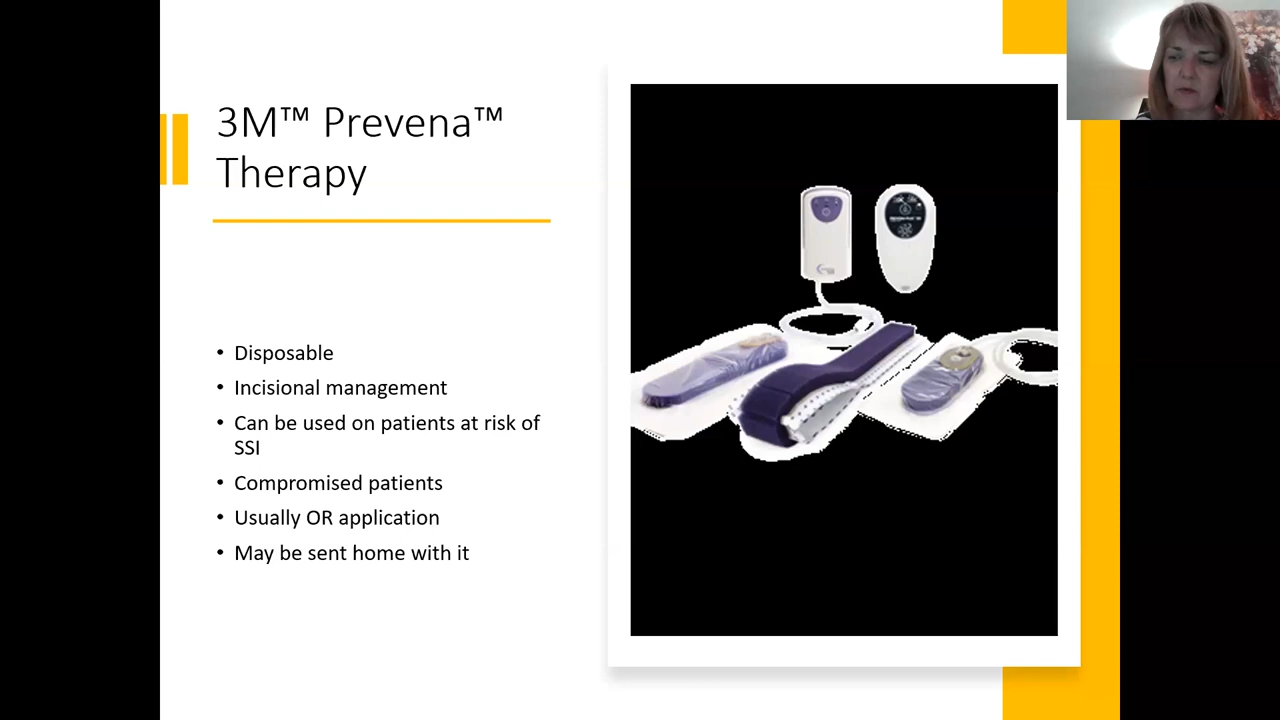 3M™ Prevena™
Therapy
• Disposable
• Incisional management
• Can be used on patients at risk of
SSI
• Compromised patients
• Usually OR application
• May be sent home with it